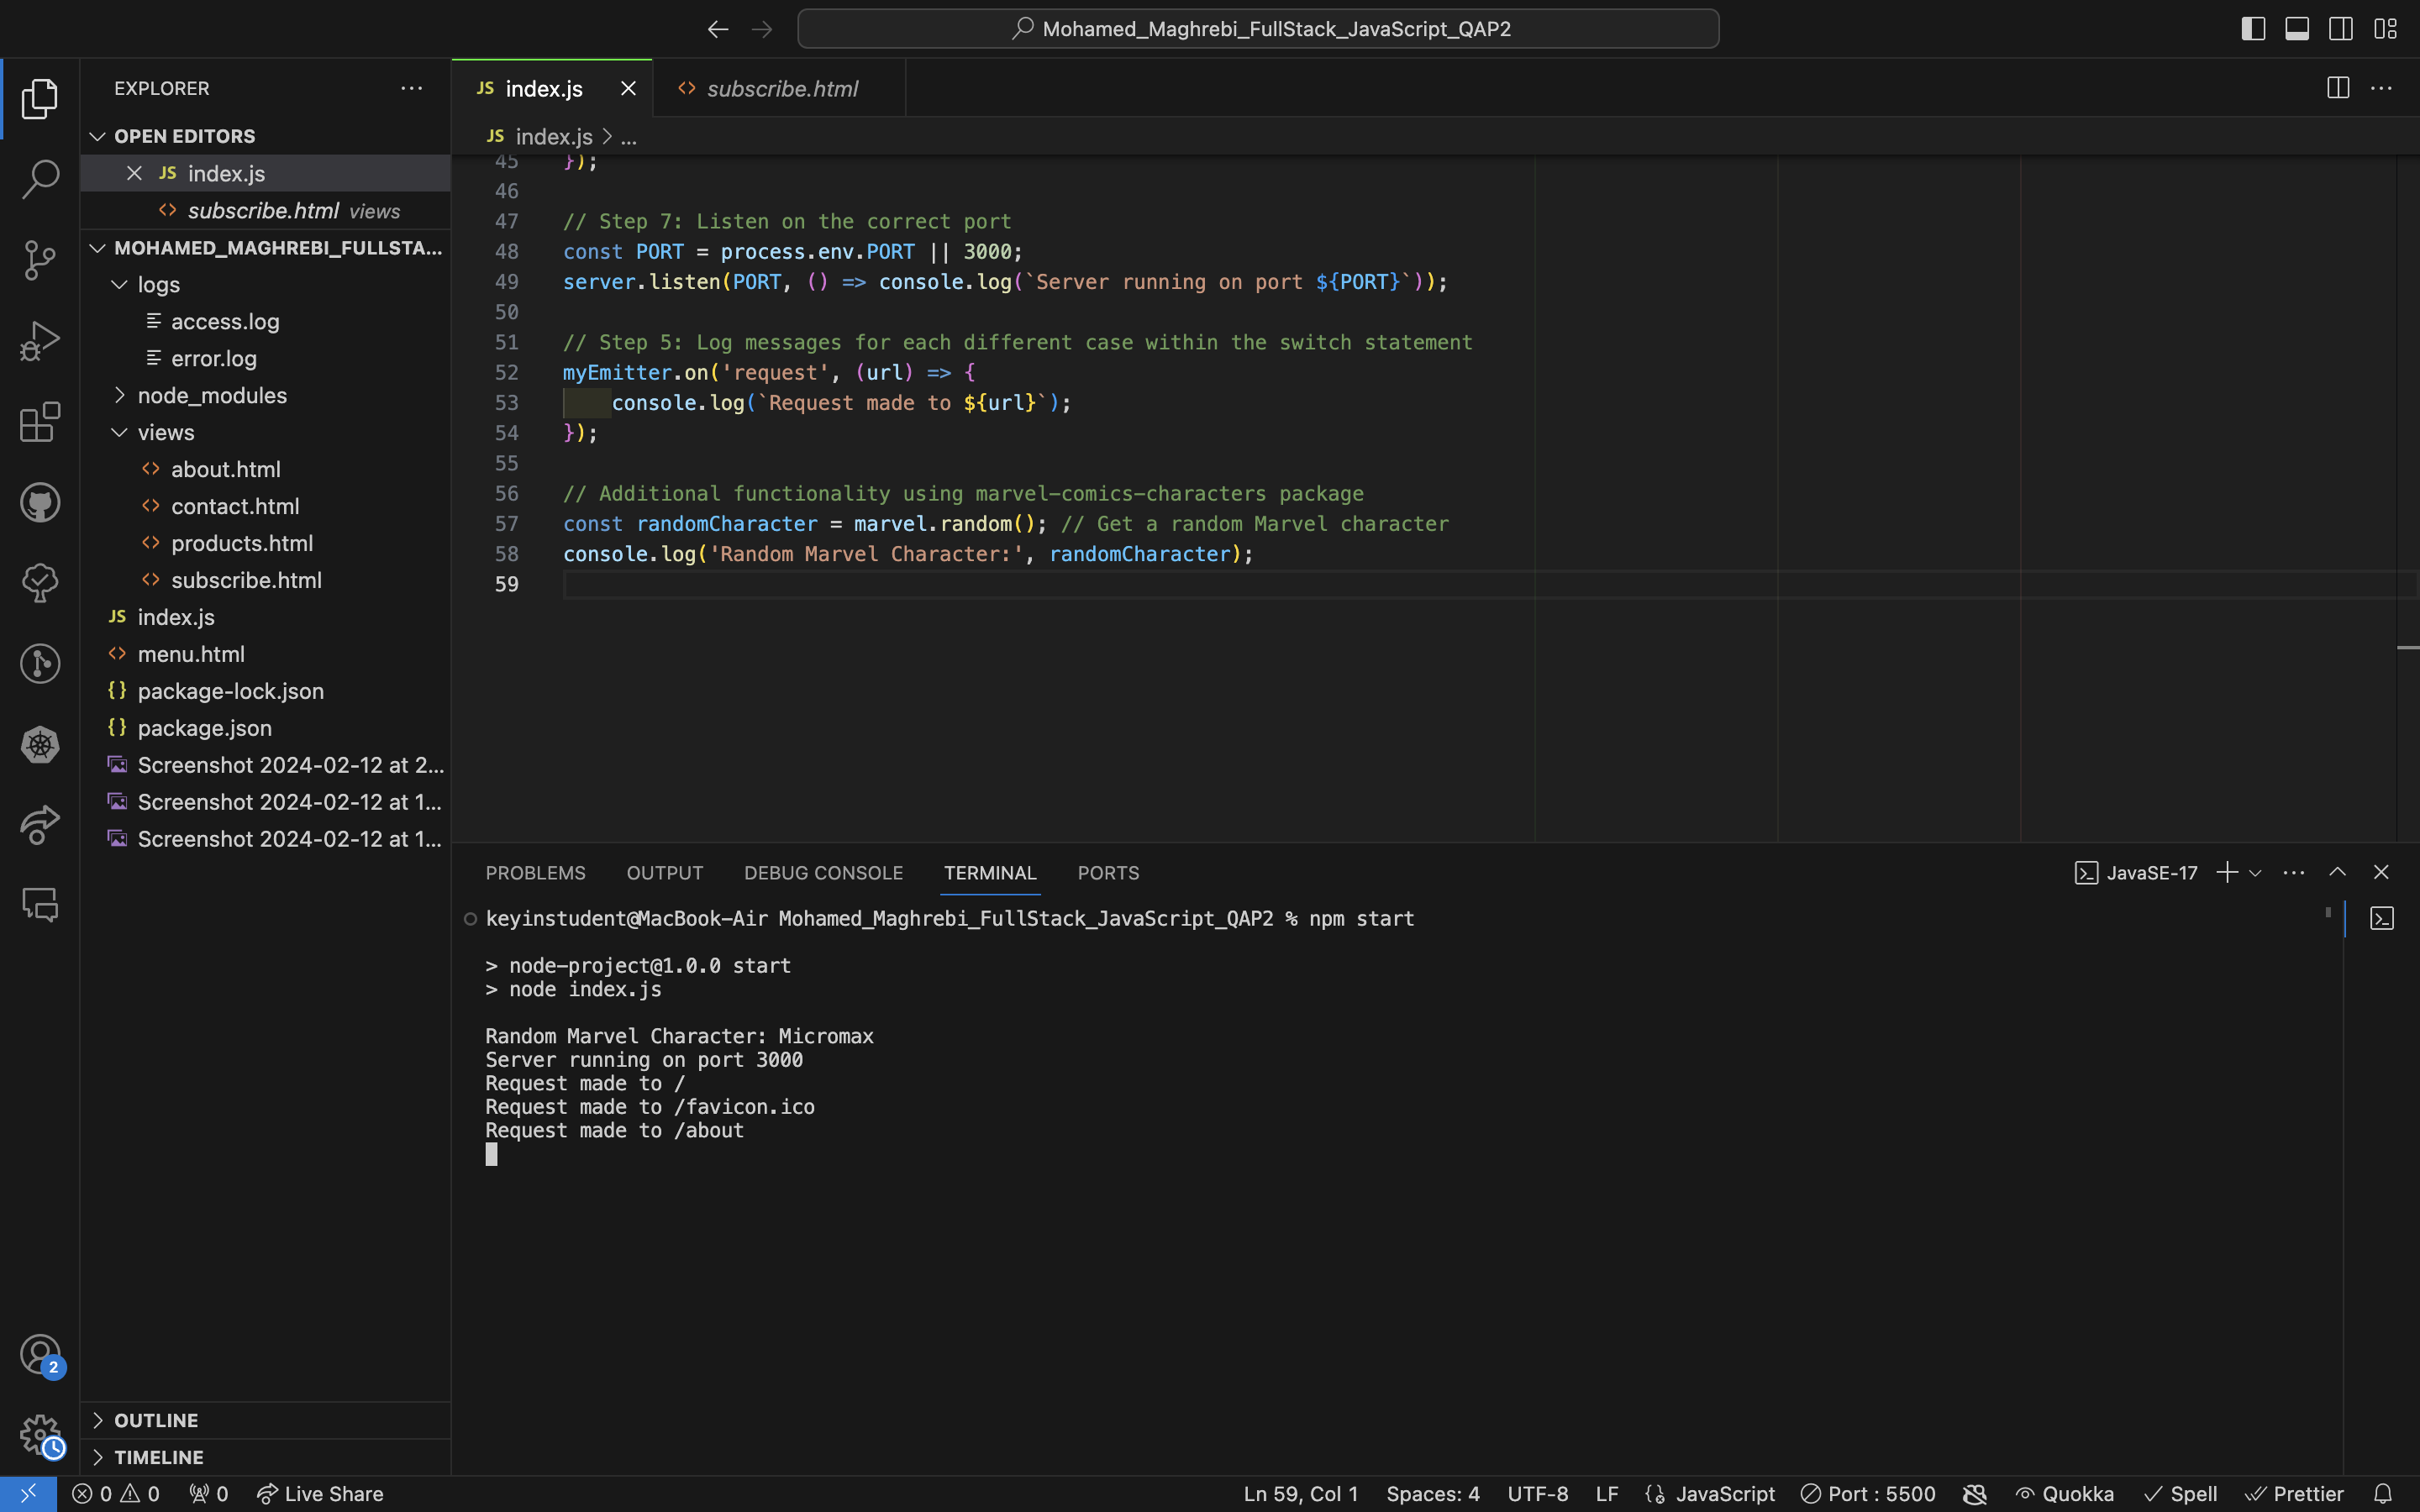 Mohamed_Maghrebi_FullStack_JavaScript_QAP2
EXPLORER
OPEN EDITORS
JS index.js
<> subscribe.html views
MOHAMED_MAGHREBI_FULLSTA...
logs
access.log
error.log
node_modules
views
<> about.html
<> contact.html
<> products.html
<> subscribe.html
JS index.js
<> menu.html
{} package-lock.json
{} package.json
Screenshot 2024-02-12 at 2...
Screenshot 2024-02-12 at 1...
Screenshot 2024-02-12 at 1...
OUTLINE
TIMELINE
2
JS index.js
<> subscribe.html
JS index.js > ...
45 });
46
47 // Step 7: Listen on the correct port
48 const PORT = process.env.PORT || 3000;
49 server.listen(PORT, () => console.log(`Server running on port ${PORT}`));
50
51 // Step 5: Log messages for each different case within the switch statement
52 myEmitter.on('request', (url) => {
53 console.log(`Request made to ${url}`);
54 });
55
56 // Additional functionality using marvel-comics-characters package
57 const randomCharacter = marvel.random(); // Get a random Marvel character
58 console.log('Random Marvel Character:', randomCharacter);
59
PROBLEMS OUTPUT DEBUG CONSOLE TERMINAL PORTS
JavaSE-17
keyinstudent@MacBook-Air Mohamed_Maghrebi_FullStack_JavaScript_QAP2 % npm start
> node-project@1.0.0 start
> node index.js
Random Marvel Character: Micromax
Server running on port 3000
Request made to /
Request made to /favicon.ico
Request made to /about
0 0 0 Live Share
Ln 59, Col 1 Spaces: 4 UTF-8 LF JavaScript Port : 5500 Quokka Spell Prettier